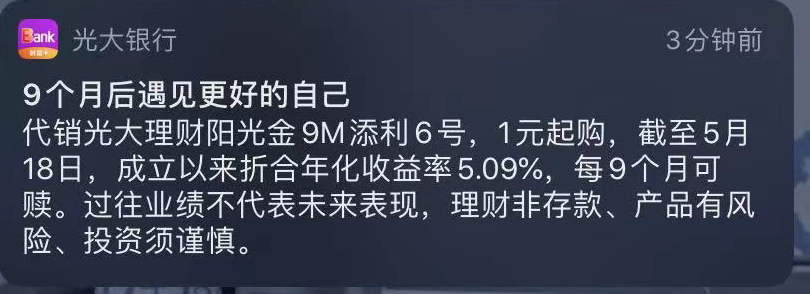 Bank
财富+
光大银行
3分钟前
9个月后遇见更好的自己
代销光大理财阳光金9M添利6号，1元起购，截至5月
18日，成立以来折合年化收益率5.09%，每9个月可
赎。过往业绩不代表未来表现，理财非存款、产品有风
险、投资须谨慎。